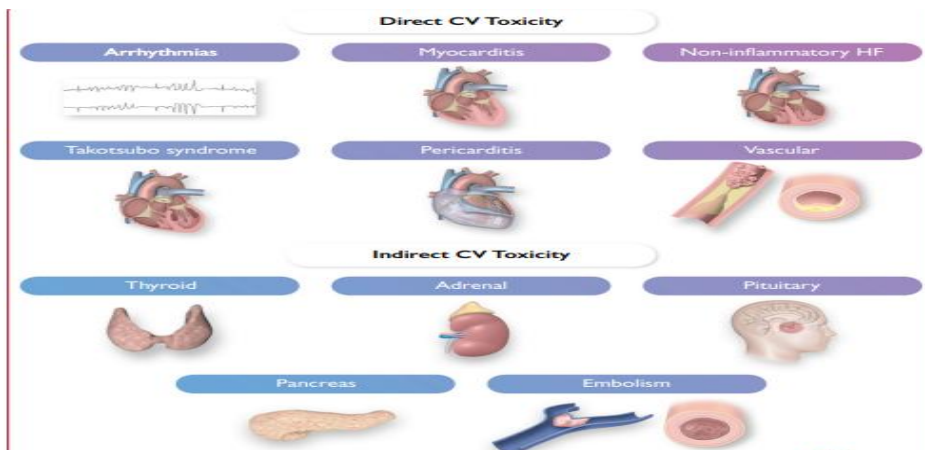 Direct CV Toxicity
Arrhythmias Myocarditis Non-inflammatory HF
Takotsubo syndrome Pericarditis Vascular
Indirect CV Toxicity
Thyroid Adrenal Pituitary
Pancreas Embolism